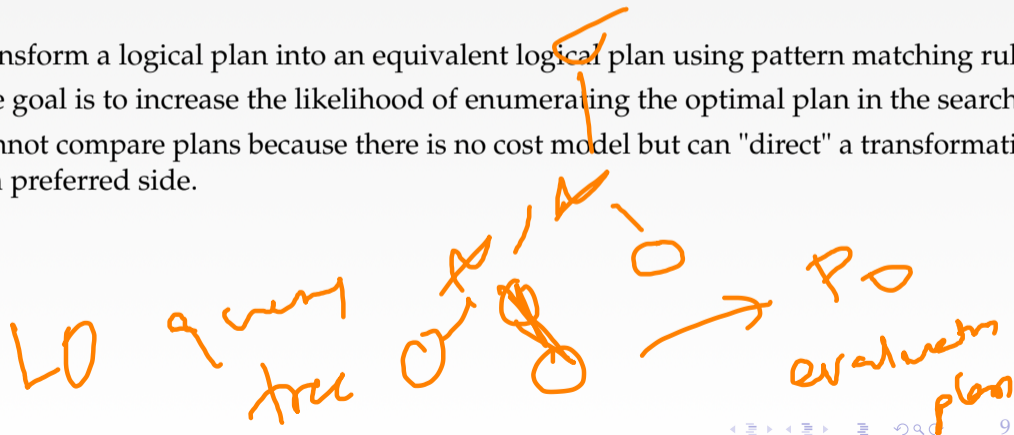 nsform a logical plan into an equivalent logical plan using pattern matching rul
e goal is to increase the likelihood of enumerating the optimal plan in the search
nnot compare plans because there is no cost model but can "direct" a transformati
preferred side.
LO query tree
PO
evaluation
plan
9